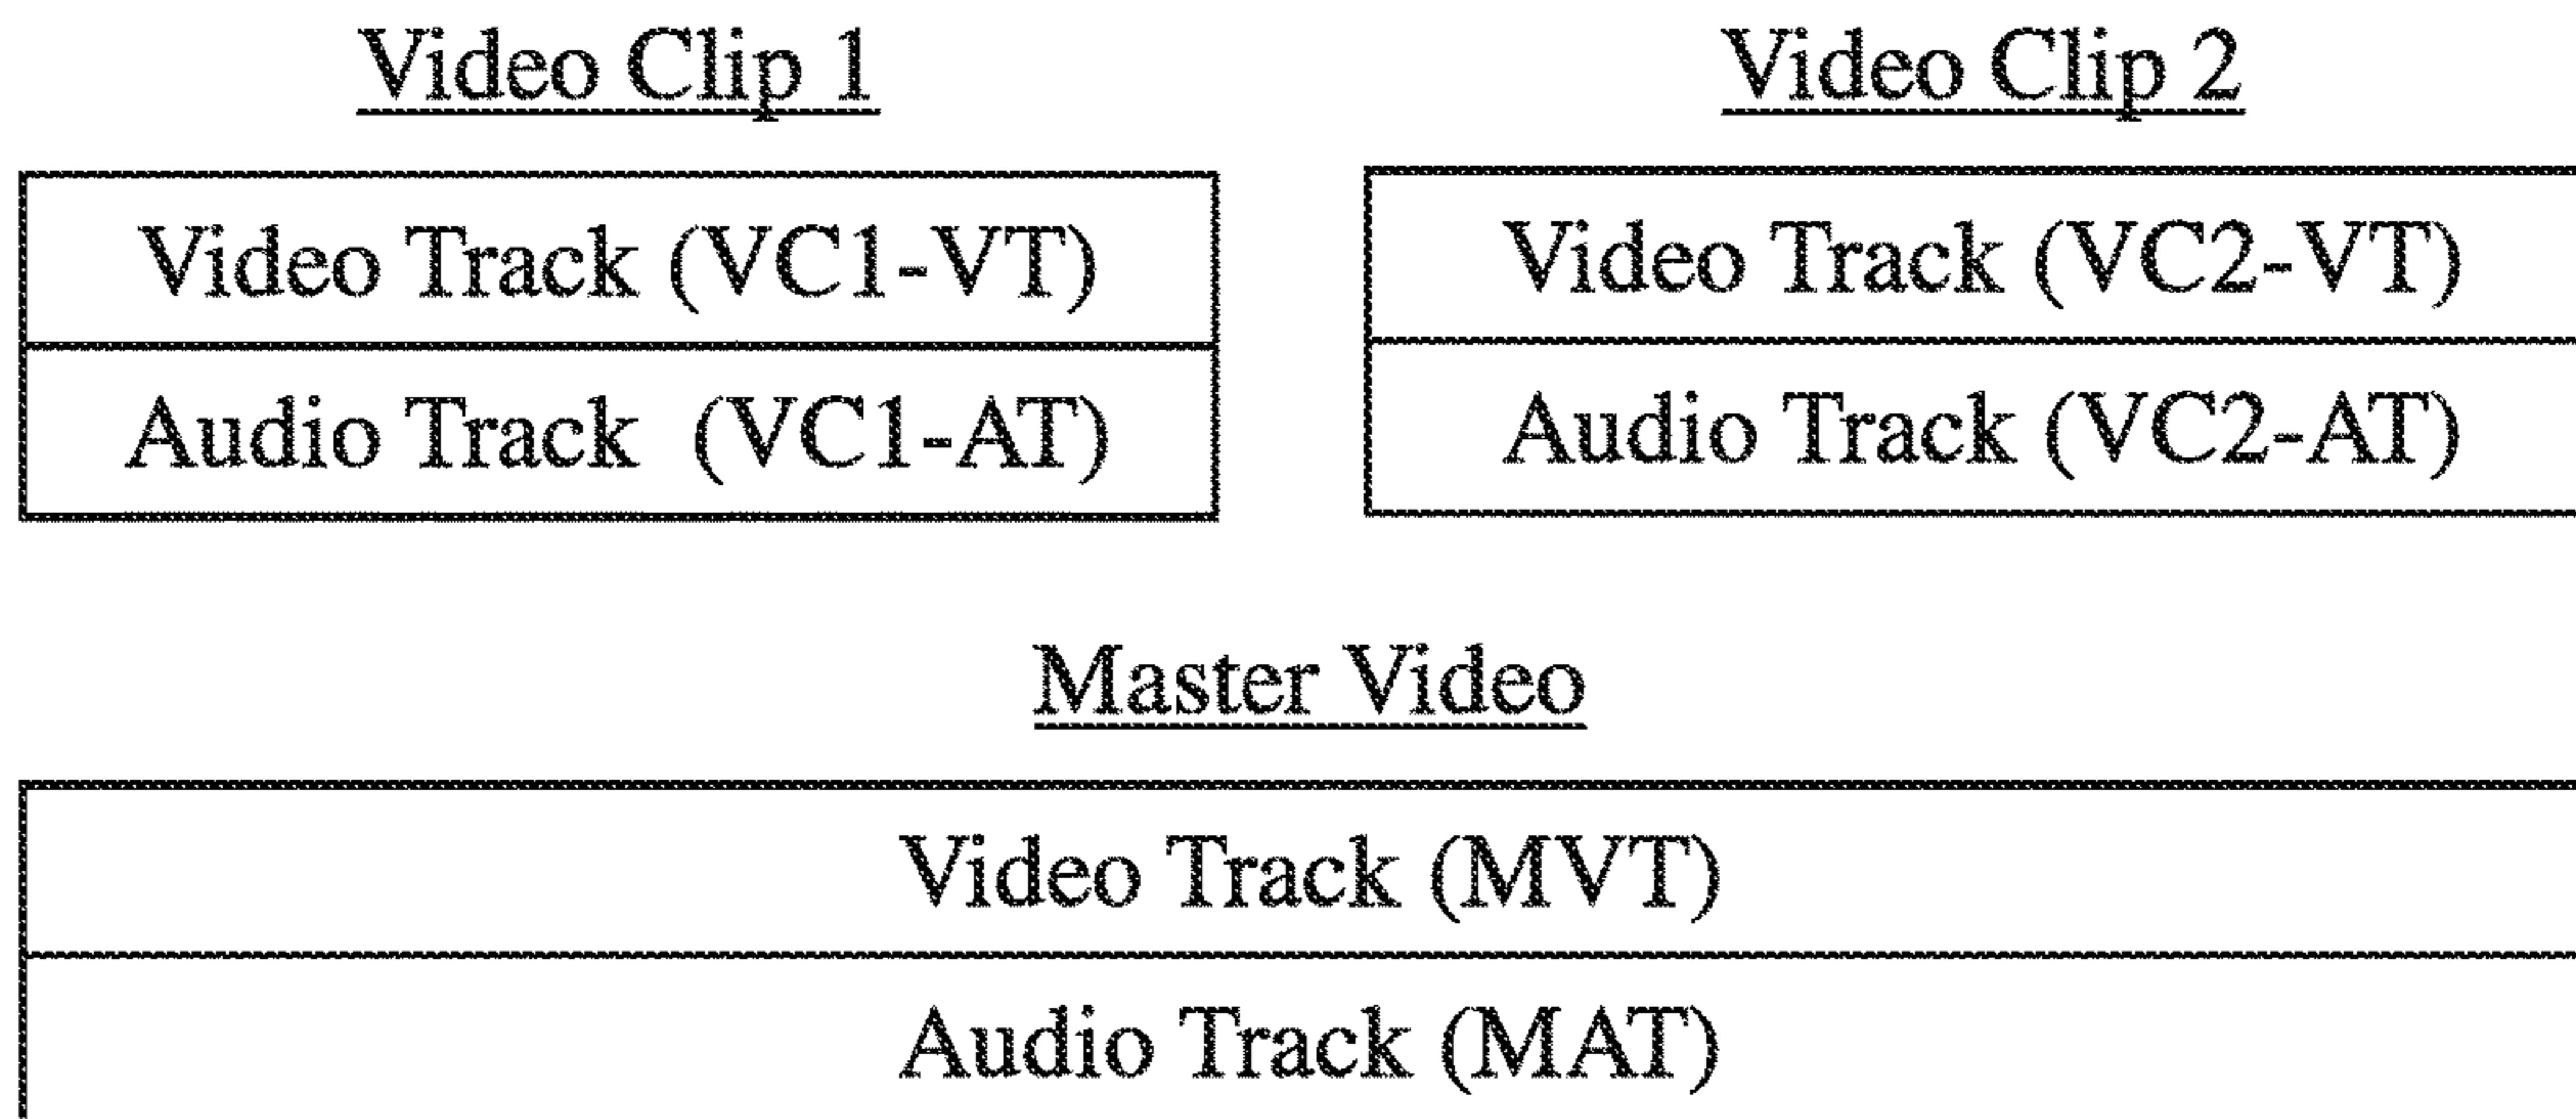 Video Clip 1
Video Clip 2
Video Track (VC1-VT)
Video Track (VC2-VT)
Audio Track (VC1-AT)
Audio Track (VC2-AT)
Master Video
Video Track (MVT)
Audio Track (MAT)